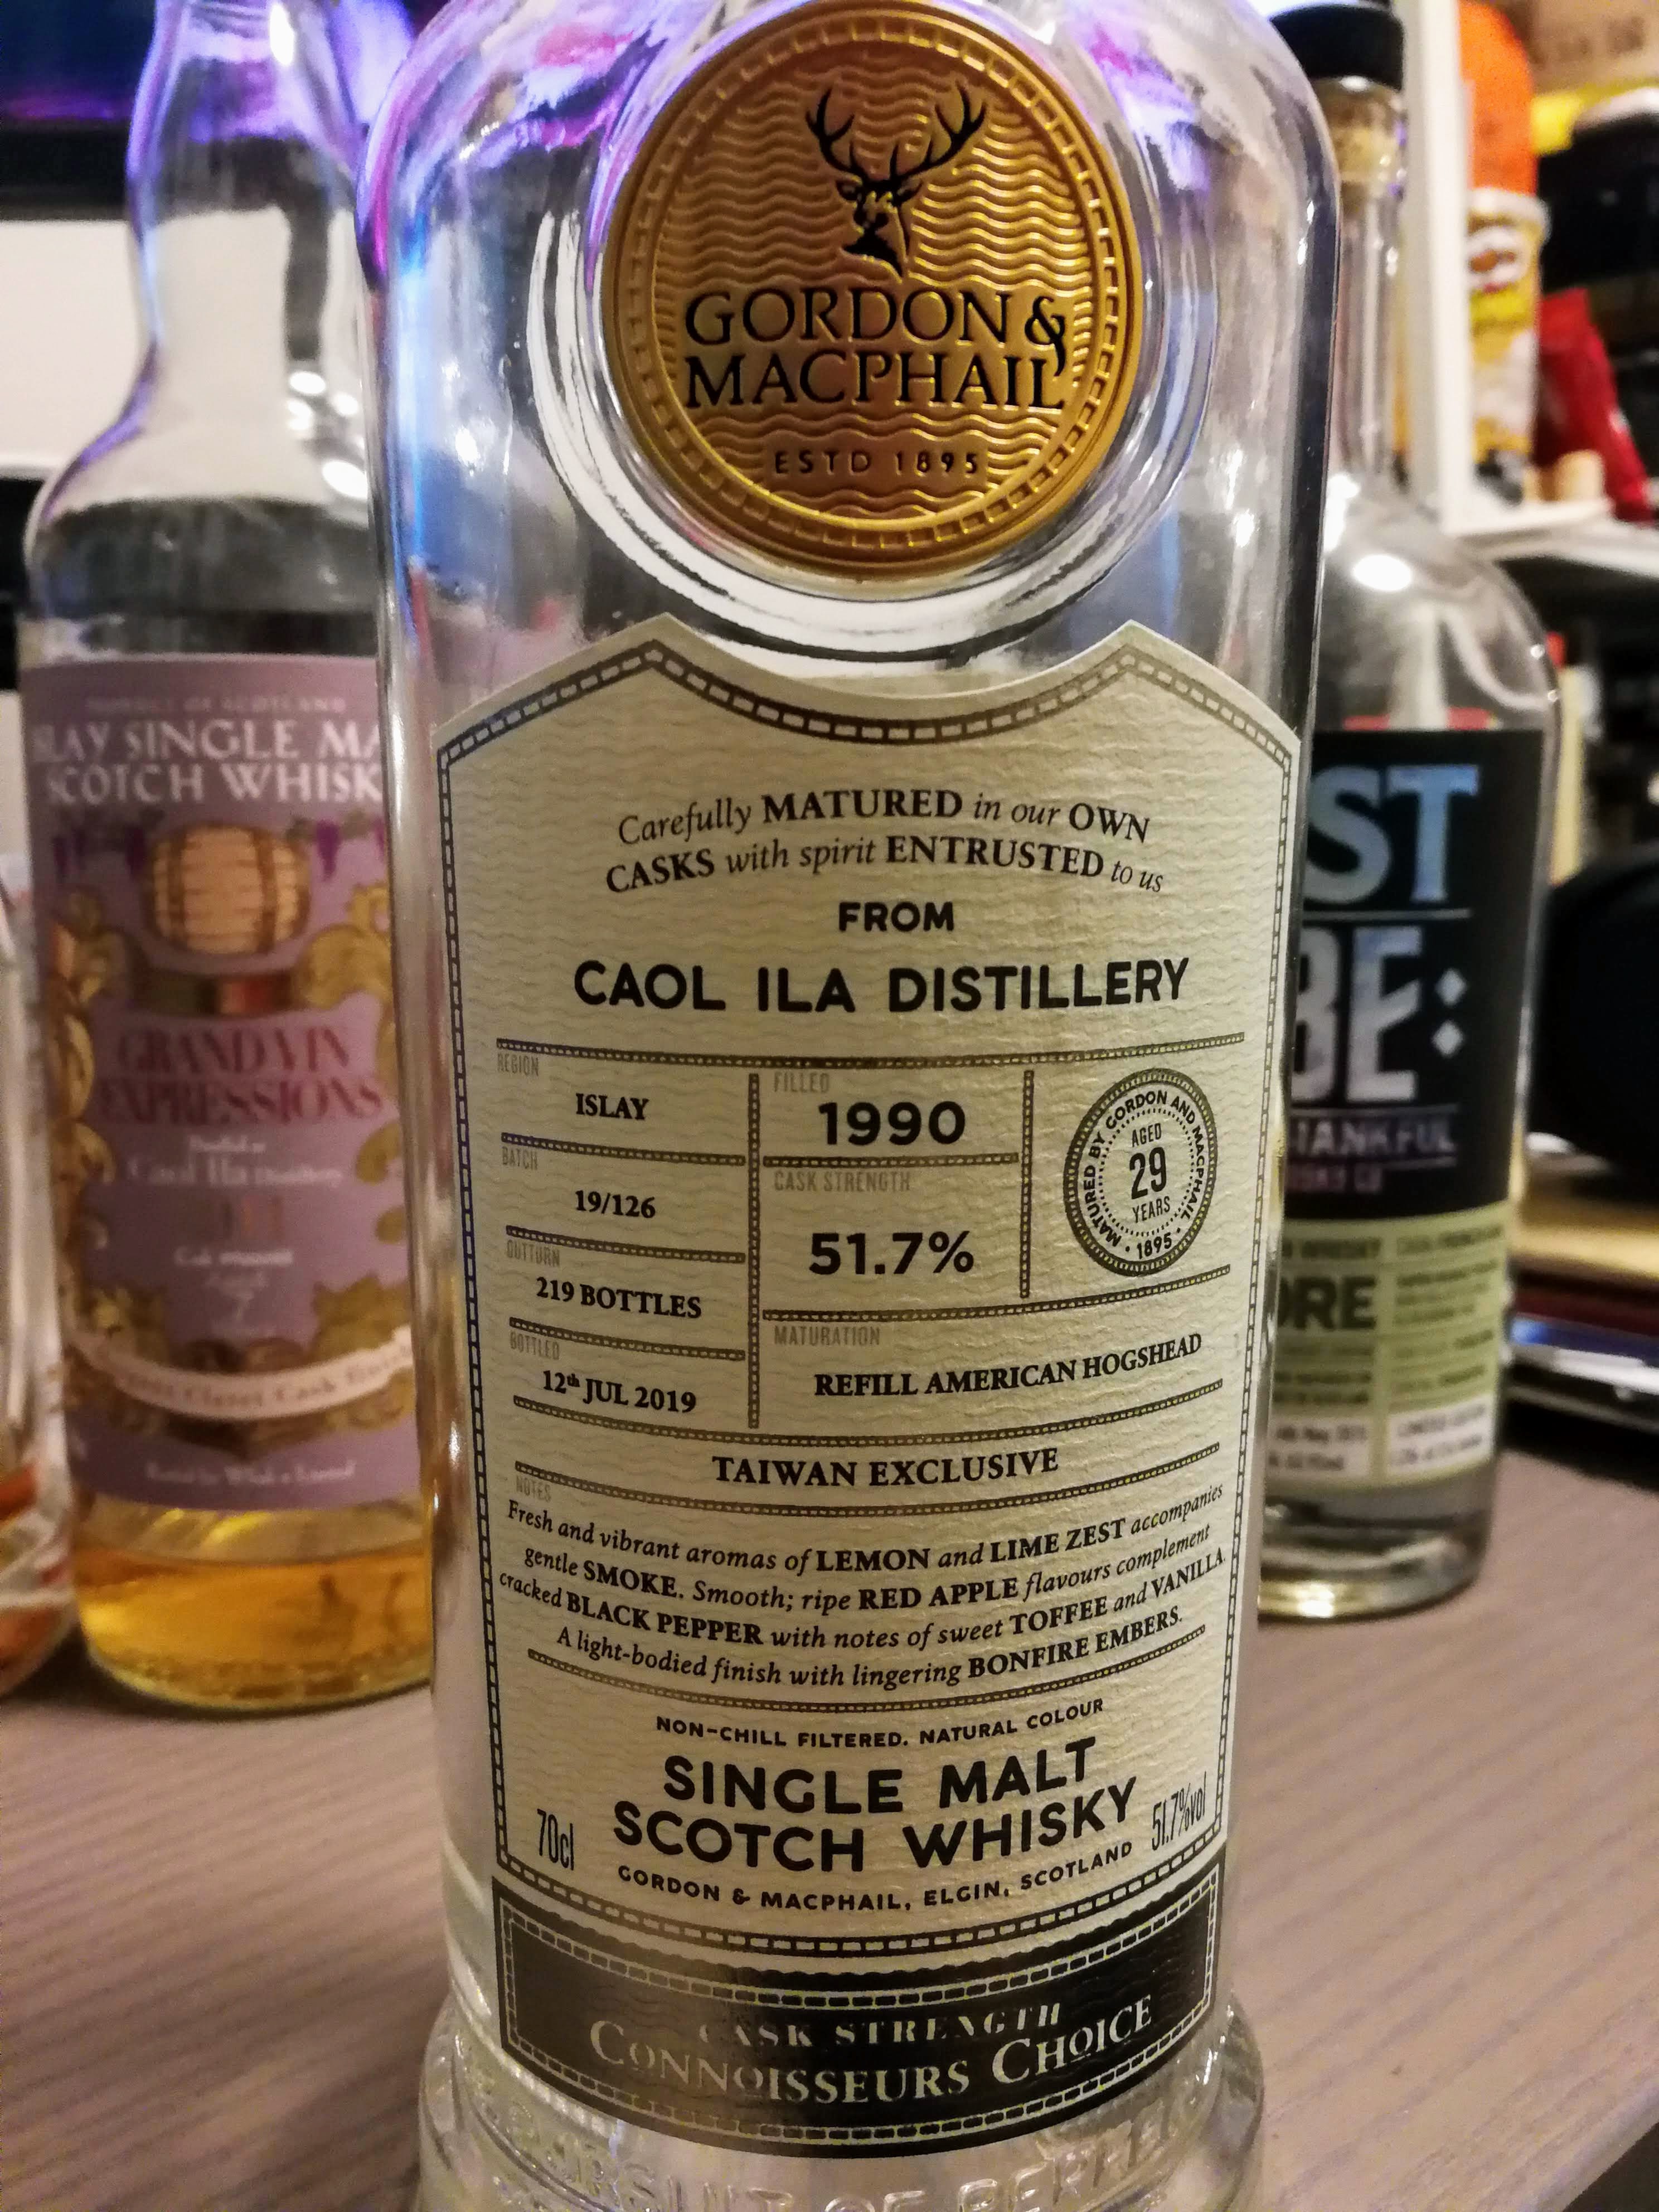 GORDON &
MACPHAIL
ESTD 1895
Carefully MATURED in our OWN
CASKS with spirit ENTRUSTED to us
FROM
CAOL ILA DISTILLERY
REGION
ISLAY
BATCH
19/126
OUTTURN
219 BOTTLES
BOTTLED
12th JUL 2019
FILLED
1990
CASK STRENGTH
51.7%
MATURED BY GORDON AND MACPHAIL
AGED
29
YEARS
• 1895 •
MATURATION
REFILL AMERICAN HOGSHEAD
TAIWAN EXCLUSIVE
NOTES
Fresh and vibrant aromas of LEMON and LIME ZEST accompanies
gentle SMOKE. Smooth; ripe RED APPLE flavours complement
cracked BLACK PEPPER with notes of sweet TOFFEE and VANILLA.
A light-bodied finish with lingering BONFIRE EMBERS.
NON-CHILL FILTERED. NATURAL COLOUR
SINGLE MALT
SCOTCH WHISKY
70cl
51.7%vol
GORDON & MACPHAIL, ELGIN, SCOTLAND
CASK STRENGTH
CONNOISSEURS CHOICE
PRODUCT OF SCOTLAND
LAY SINGLE MA
SCOTCH WHISK
GRAND VIN
EXPRESSIONS
Caol Ila
ST
BE:
THANKFUL
ORE